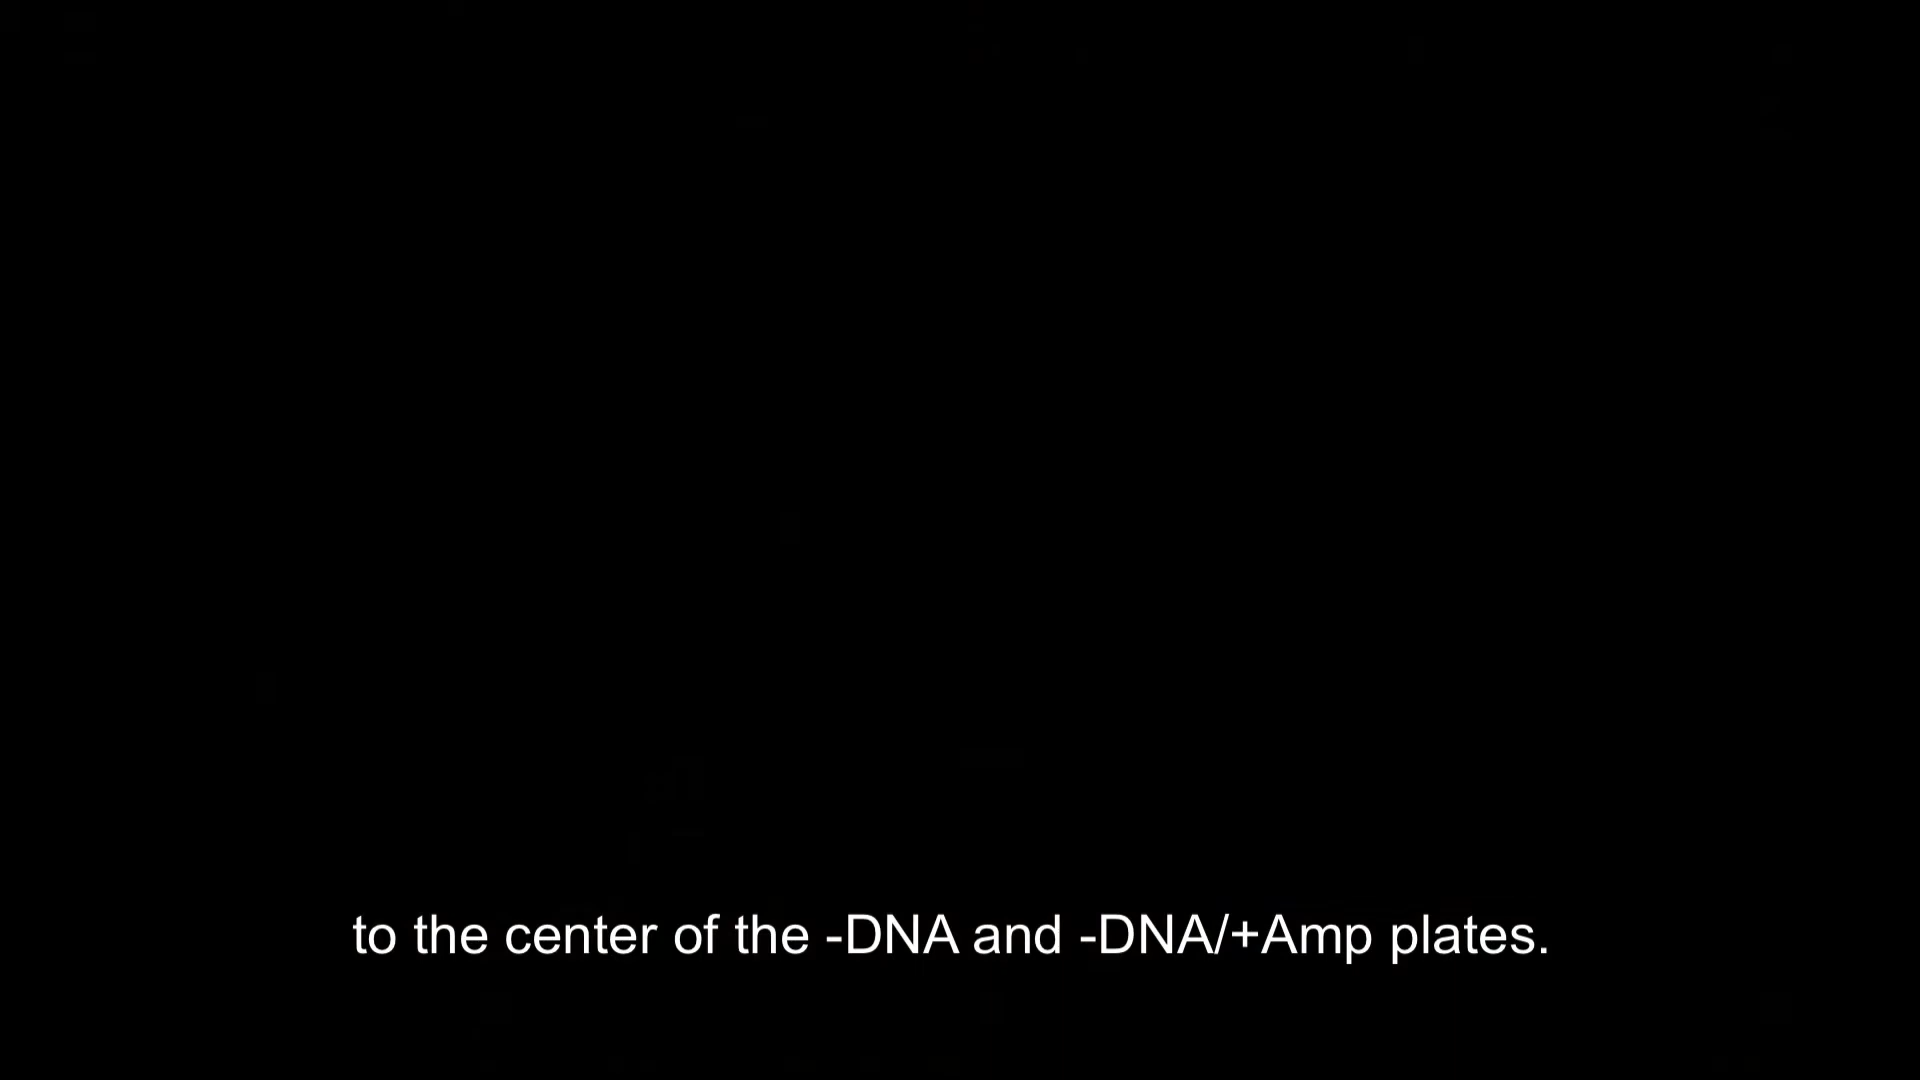 to the center of the -DNA and -DNA/+Amp plates.